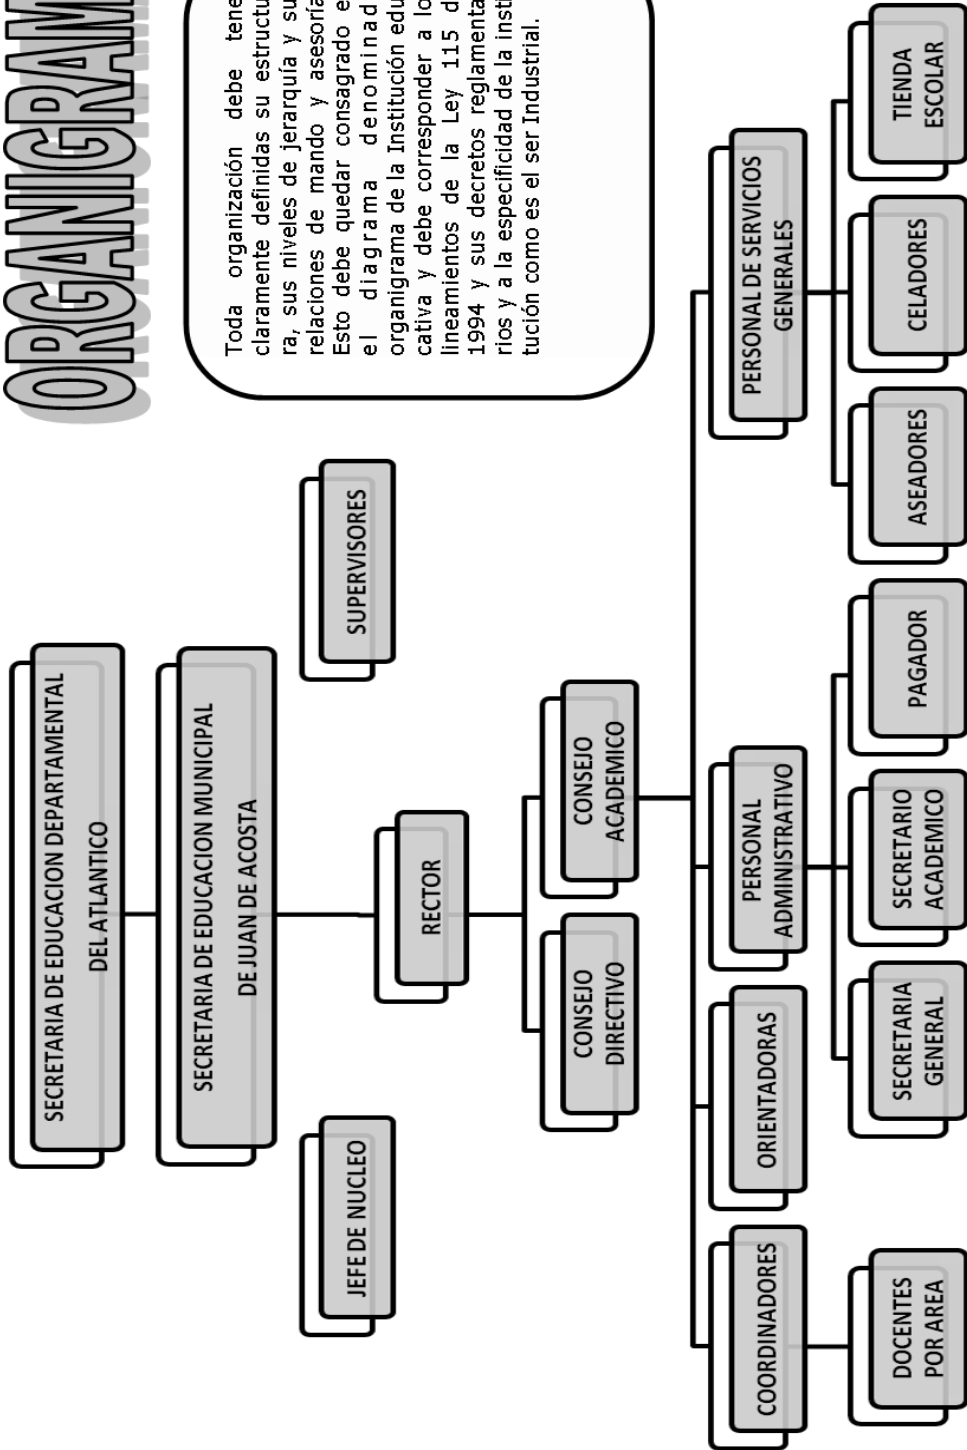 ORGANIGRAM
Toda organización debe tene
claramente definidas su estructu
ra, sus niveles de jerarquía y su
relaciones de mando y asesoría
Esto debe quedar consagrado e
el diagrama denominad
organigrama de la Institución edu
cativa y debe corresponder a lo
lineamientos de la Ley 115 d
1994 y sus decretos reglamenta
rios y a la especificidad de la insti
tución como es el ser Industrial.
SECRETARIA DE EDUCACION DEPARTAMENTAL
DEL ATLANTICO
SECRETARIA DE EDUCACION MUNICIPAL
DE JUAN DE ACOSTA
JEFE DE NUCLEO
SUPERVISORES
RECTOR
CONSEJO
DIRECTIVO
CONSEJO
ACADEMICO
COORDINADORES
ORIENTADORAS
PERSONAL
ADMINISTRATIVO
PERSONAL DE SERVICIOS
GENERALES
DOCENTES
POR AREA
SECRETARIA
GENERAL
SECRETARIO
ACADEMICO
PAGADOR
ASEADORES
CELADORES
TIENDA
ESCOLAR